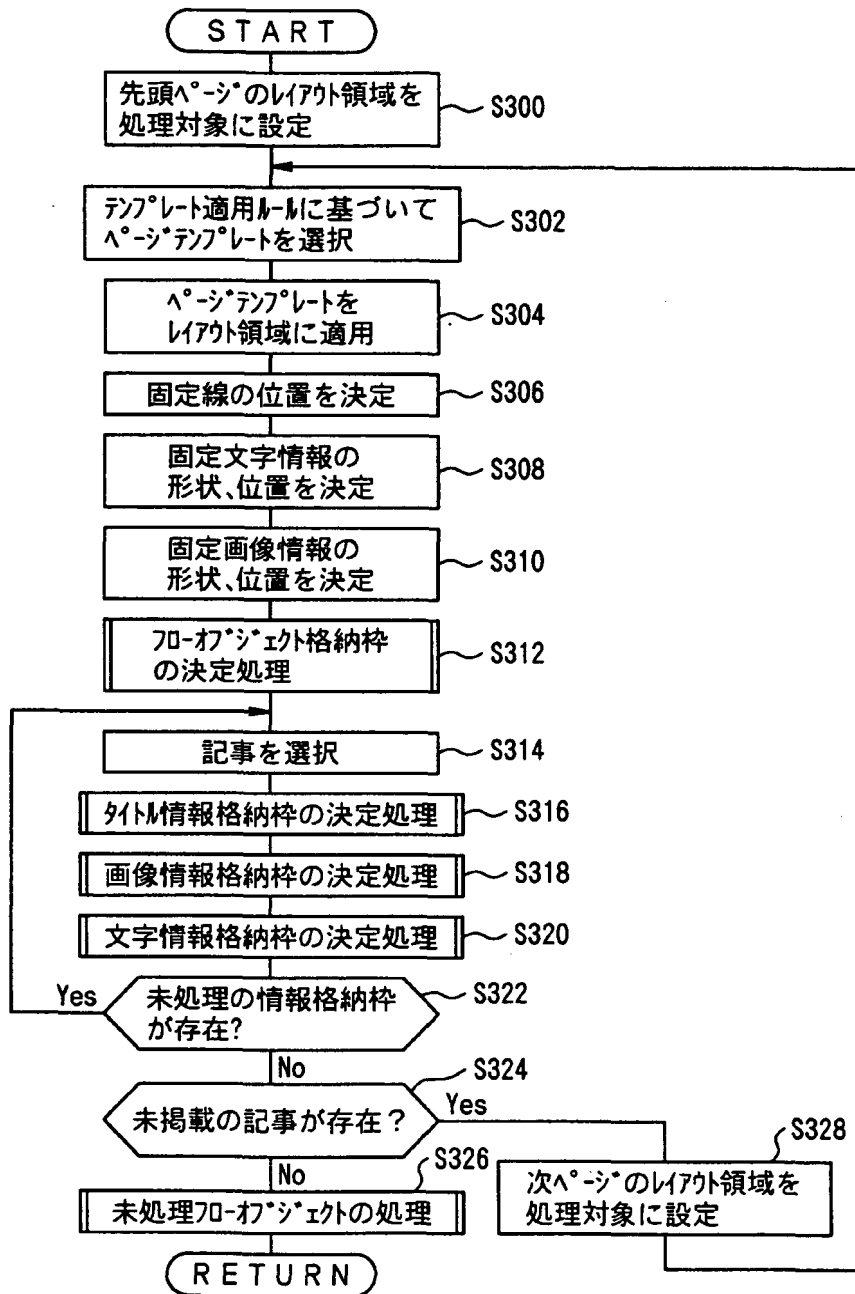 START
先頭ページのレイアウト領域を
処理対象に設定
S300
テンプレート適用ルールに基づいて
ページテンプレートを選択
S302
ページテンプレートを
レイアウト領域に適用
S304
固定線の位置を決定
S306
固定文字情報の
形状、位置を決定
S308
固定画像情報の
形状、位置を決定
S310
フローオブジェクト格納枠
の決定処理
S312
記事を選択
S314
タイトル情報格納枠の決定処理
S316
画像情報格納枠の決定処理
S318
文字情報格納枠の決定処理
S320
未処理の情報格納枠
が存在?
S322
Yes
No
未掲載の記事が存在?
S324
Yes
No
次ページのレイアウト領域を
処理対象に設定
S328
未処理フローオブジェクトの処理
S326
RETURN